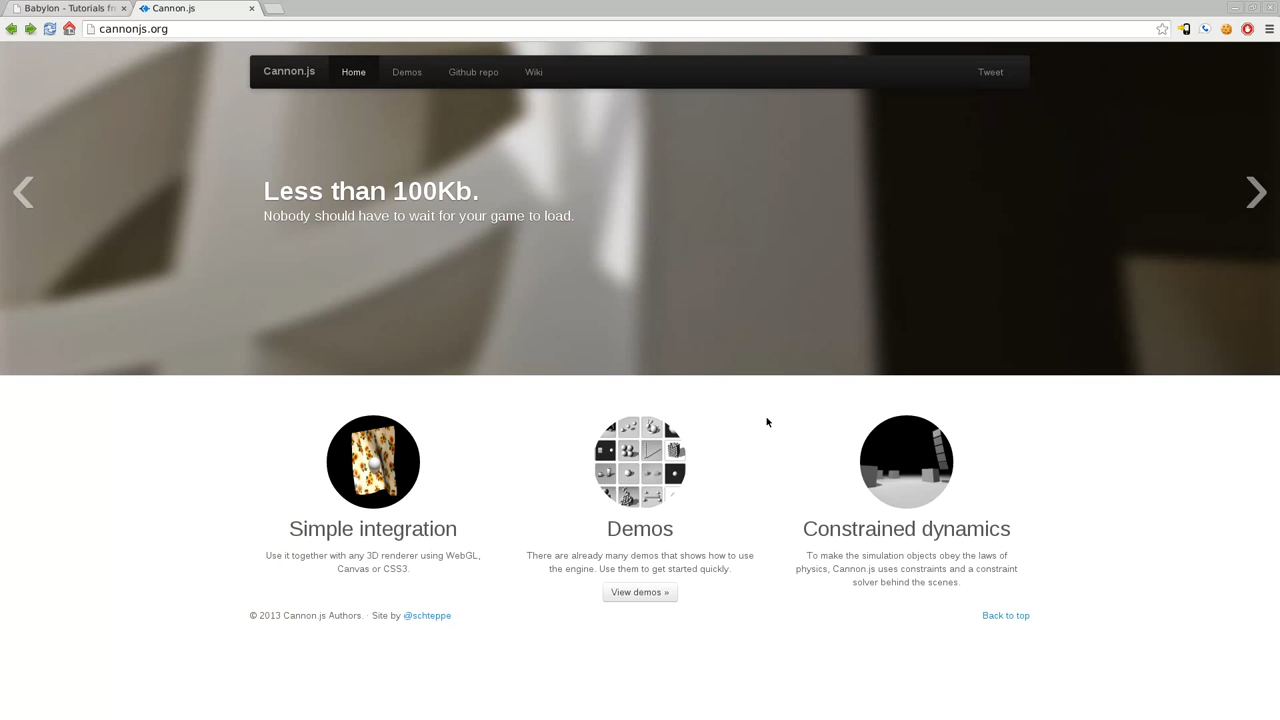 Babylon - Tutorials fr
Cannon.js
cannonjs.org
Cannon.js Home Demos Github repo Wiki Tweet
Less than 100Kb.
Nobody should have to wait for your game to load.
Simple integration
Use it together with any 3D renderer using WebGL,
Canvas or CSS3.
Demos
There are already many demos that shows how to use
the engine. Use them to get started quickly.
View demos »
Constrained dynamics
To make the simulation objects obey the laws of
physics, Cannon.js uses constraints and a constraint
solver behind the scenes.
© 2013 Cannon.js Authors. · Site by @schteppe
Back to top